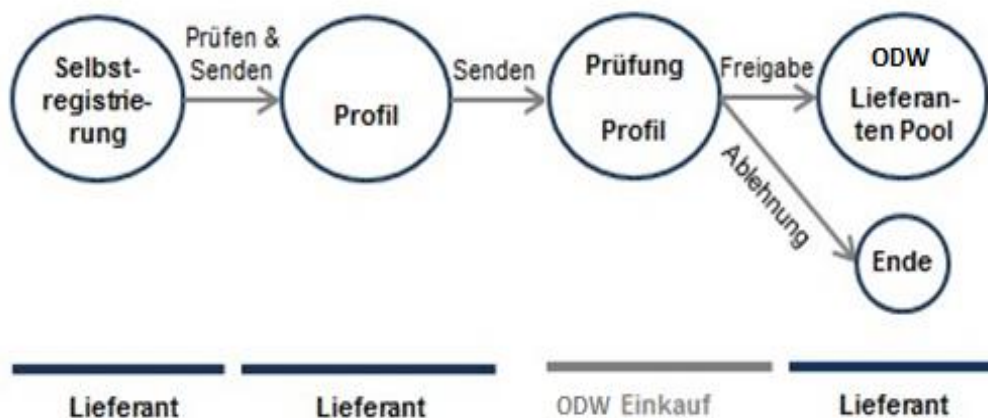 Selbst-
registrie-
rung
Prüfen &
Senden
Profil
Senden
Prüfung
Profil
Freigabe
Ablehnung
ODW
Lieferan-
ten Pool
Ende
Lieferant
Lieferant
ODW Einkauf
Lieferant